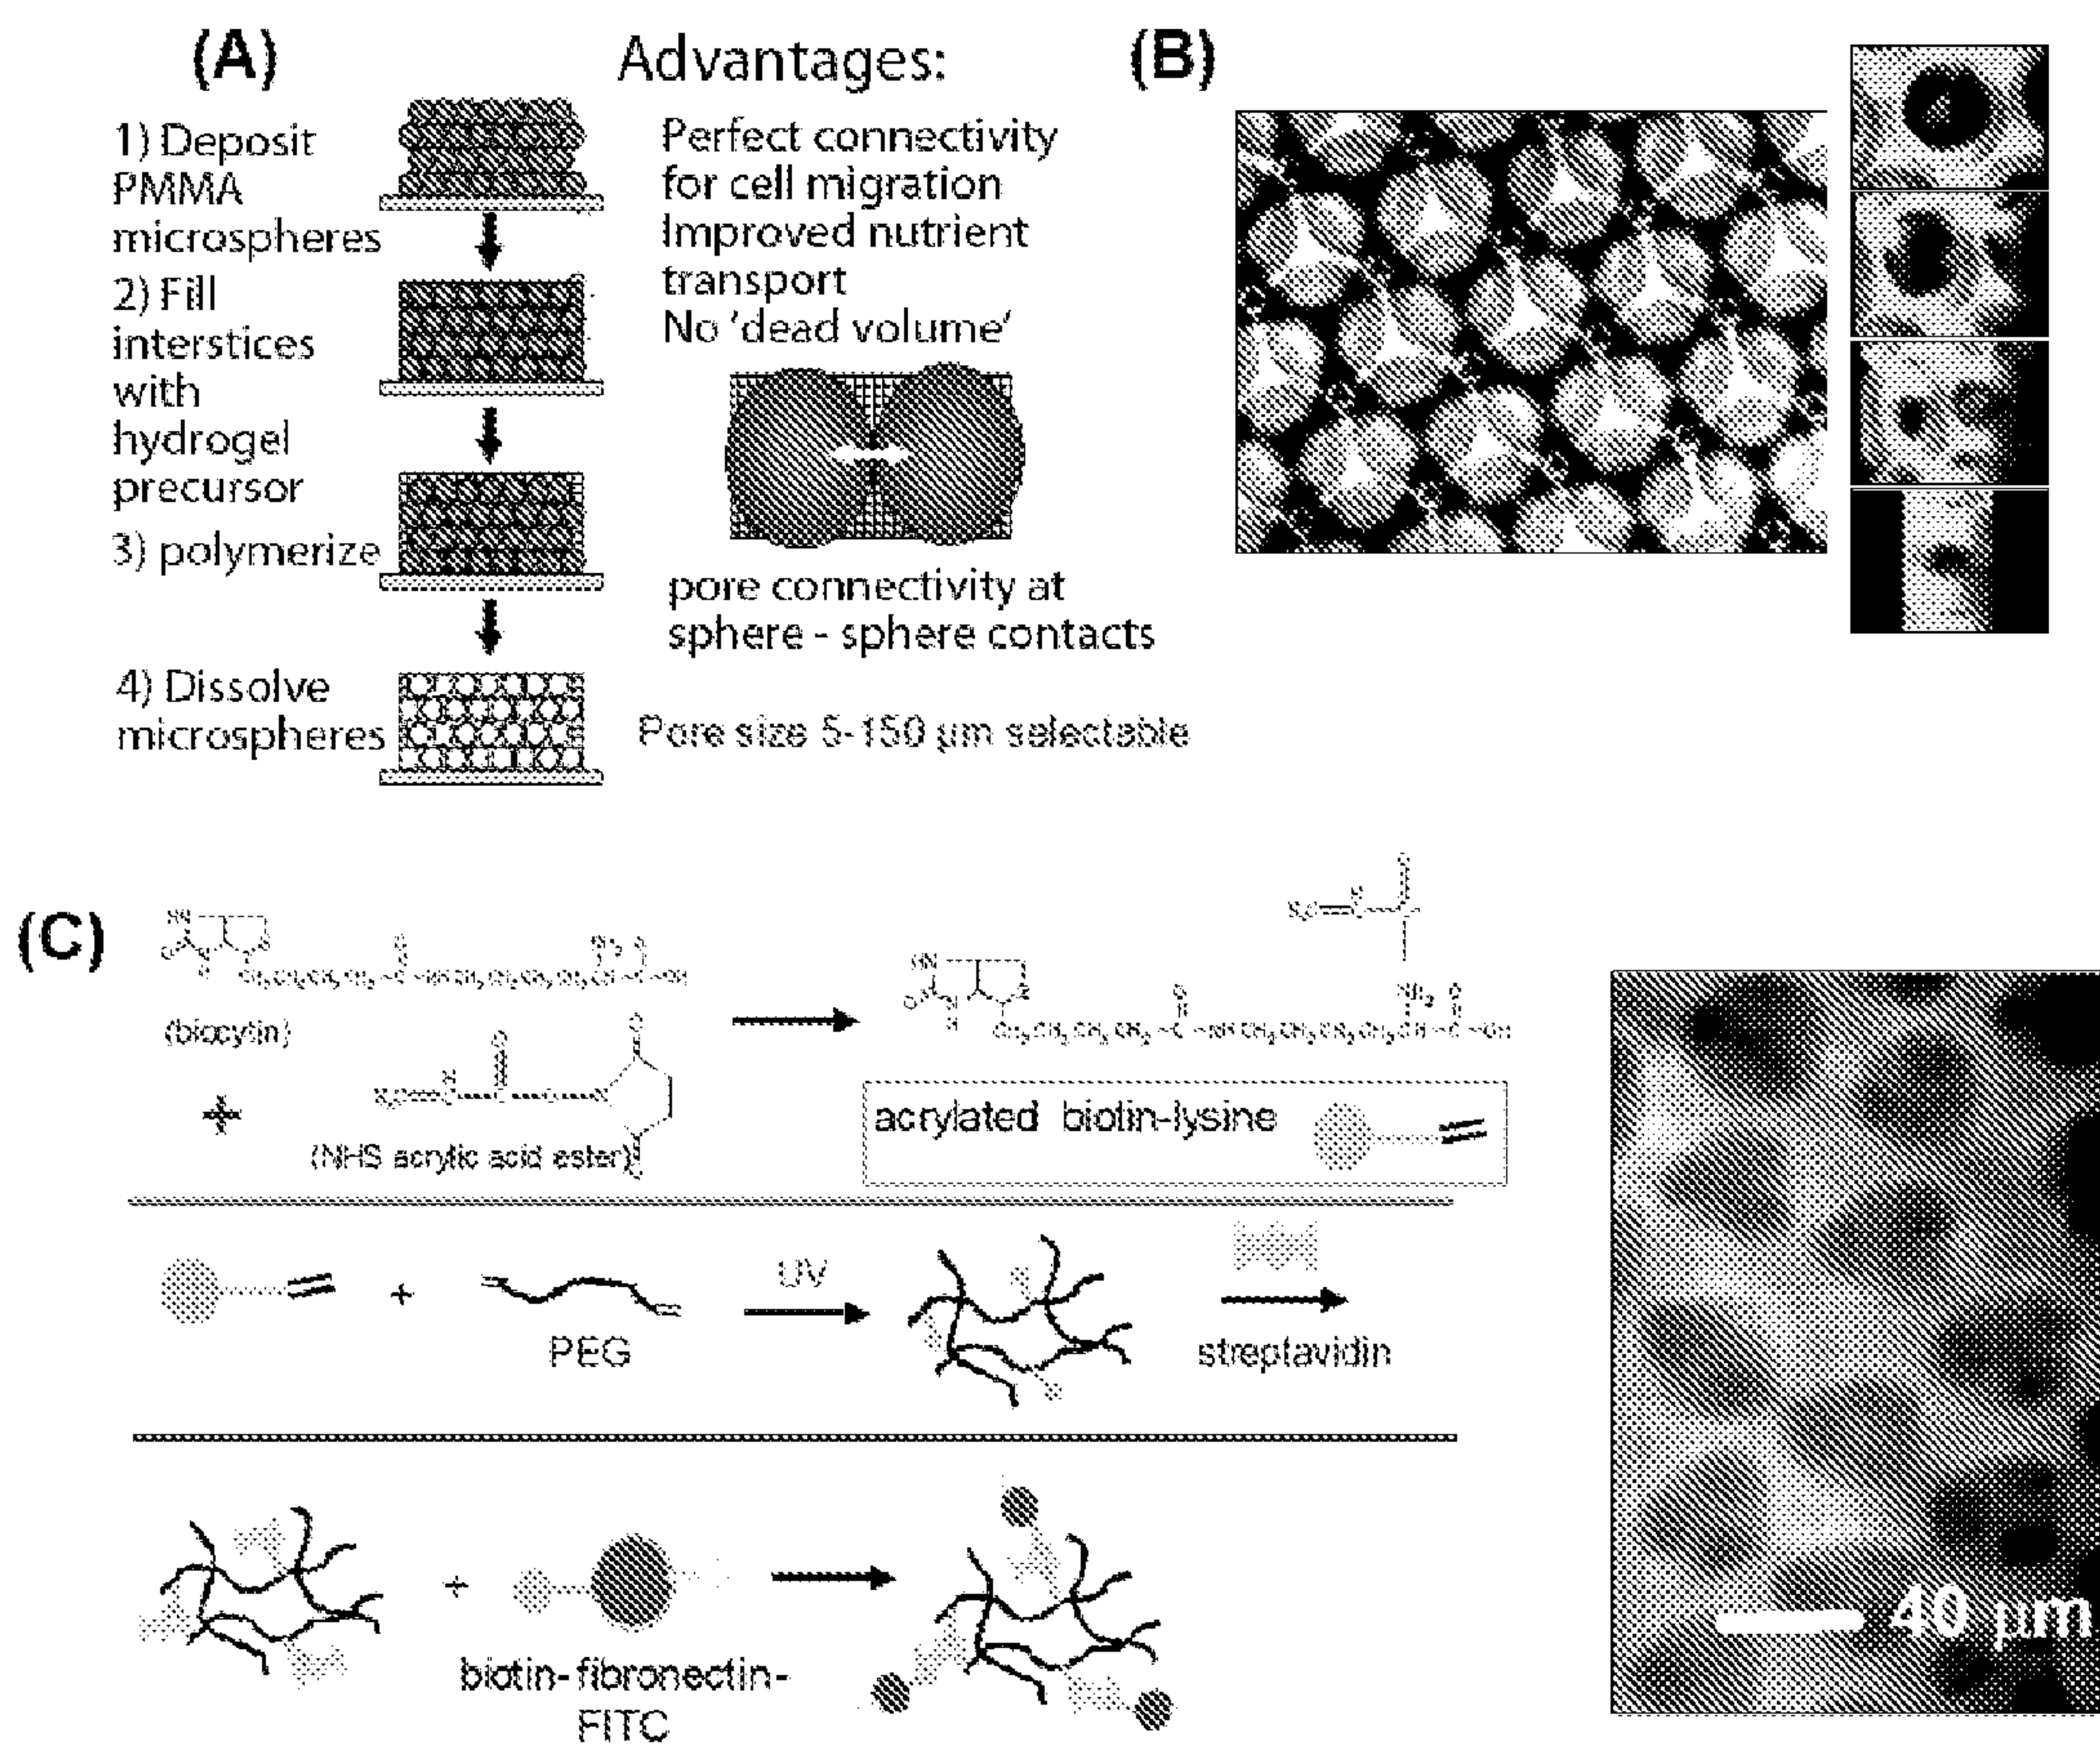 (A)
Advantages:
(B)
1) Deposit
PMMA
microspheres
2) Fill
interstices
with
hydrogel
precursor
3) polymerize
4) Dissolve
microspheres
Perfect connectivity
for cell migration
Improved nutrient
transport
No 'dead volume'
pore connectivity at
sphere - sphere contacts
Pore size 5-150 µm selectable
(C)
(biocytin)
+
(NHS acrylic acid ester)
acrylated biotin-lysine
+
PEG
UV
streptavidin
+
biotin-fibronectin-
FITC
40 µm